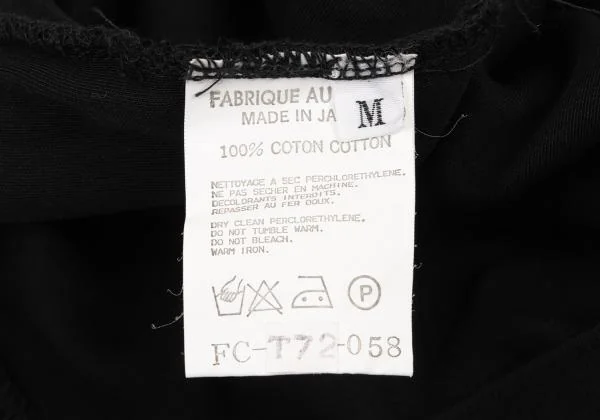 FABRIQUE AU
MADE IN JA
M
100% COTON COTTON
NETTOYAGE A SEC PERCHLORETHYLENE.
NE PAS SECHER EN MACHINE.
DECOLORANTS INTERDITS.
REPASSER AU FER DOUX.
DRY CLEAN PERCLORETHYLENE.
DO NOT TUMBLE WARM.
DO NOT BLEACH.
WARM IRON.
P
FC-T72-058